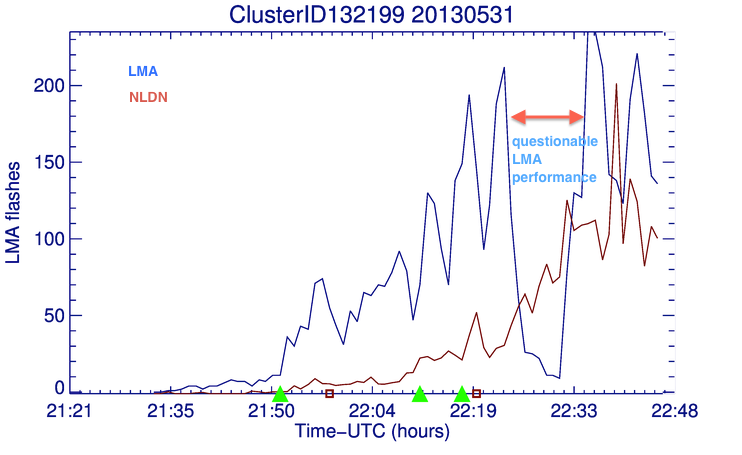 ClusterID132199 20130531
LMA
NLDN
questionable
LMA
performance
LMA flashes
200
150
100
50
0
21:21 21:35 21:50 22:04 22:19 22:33 22:48
Time−UTC (hours)